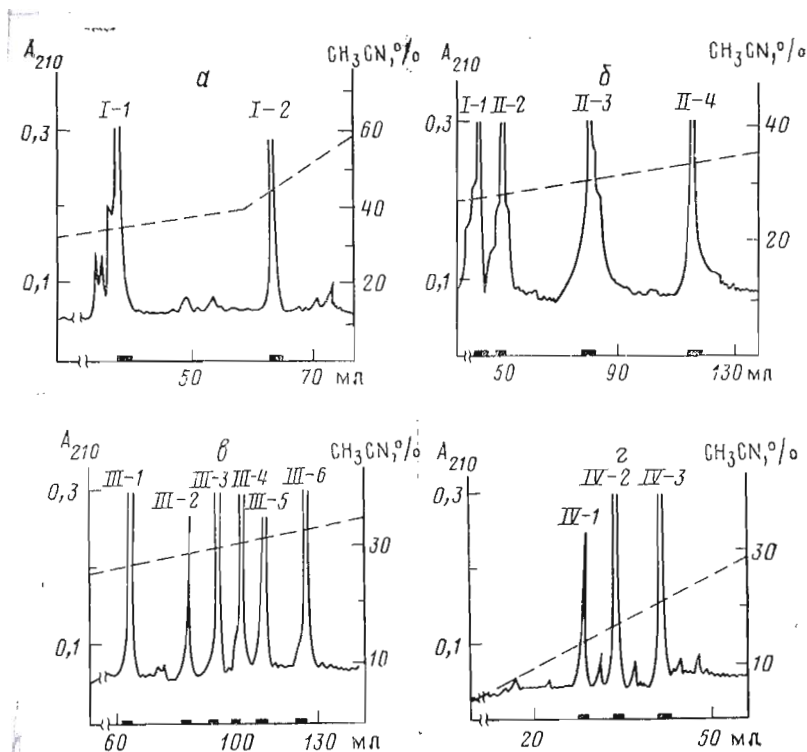 A210 а CH3CN,%
I-1 I-2
0,3 60
40
0,1 20
50 70 мл
A210 б CH3CN,%
I-1 II-2 II-3 II-4
0,3 40
20
0,1
50 90 130 мл
A210 в CH3CN,%
III-1 III-2 III-3 III-4 III-5 III-6
0,3
30
0,1 10
60 100 130 мл
A210 г CH3CN,%
IV-1 IV-2 IV-3
0,3
30
0,1 10
20 50 мл